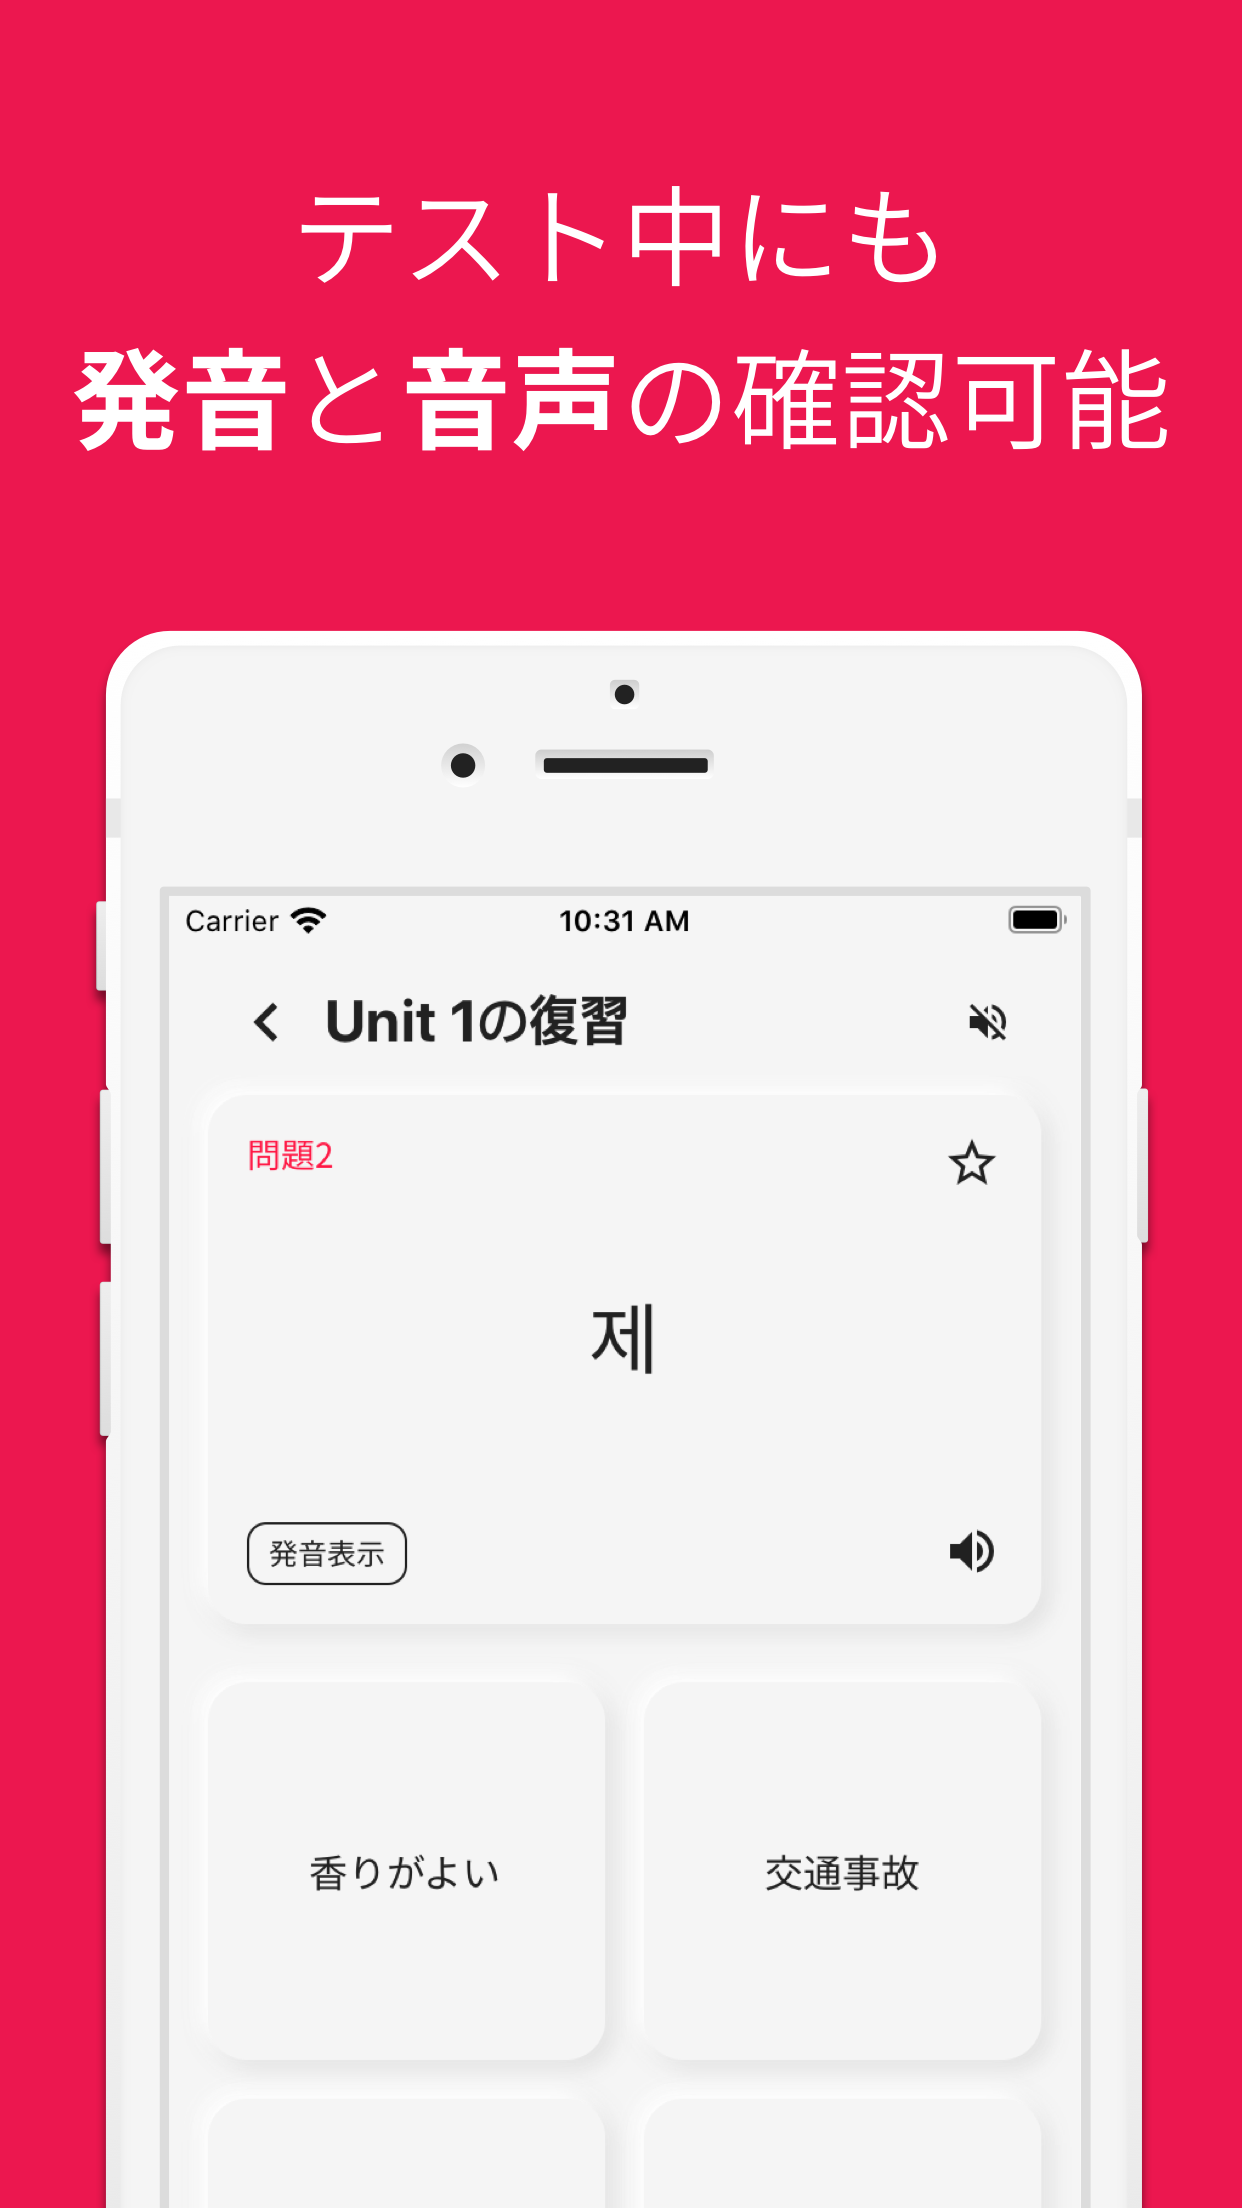 テスト中にも
発音と音声の確認可能
Carrier 10:31 AM
Unit 1の復習
問題2
제
発音表示
香りがよい
交通事故